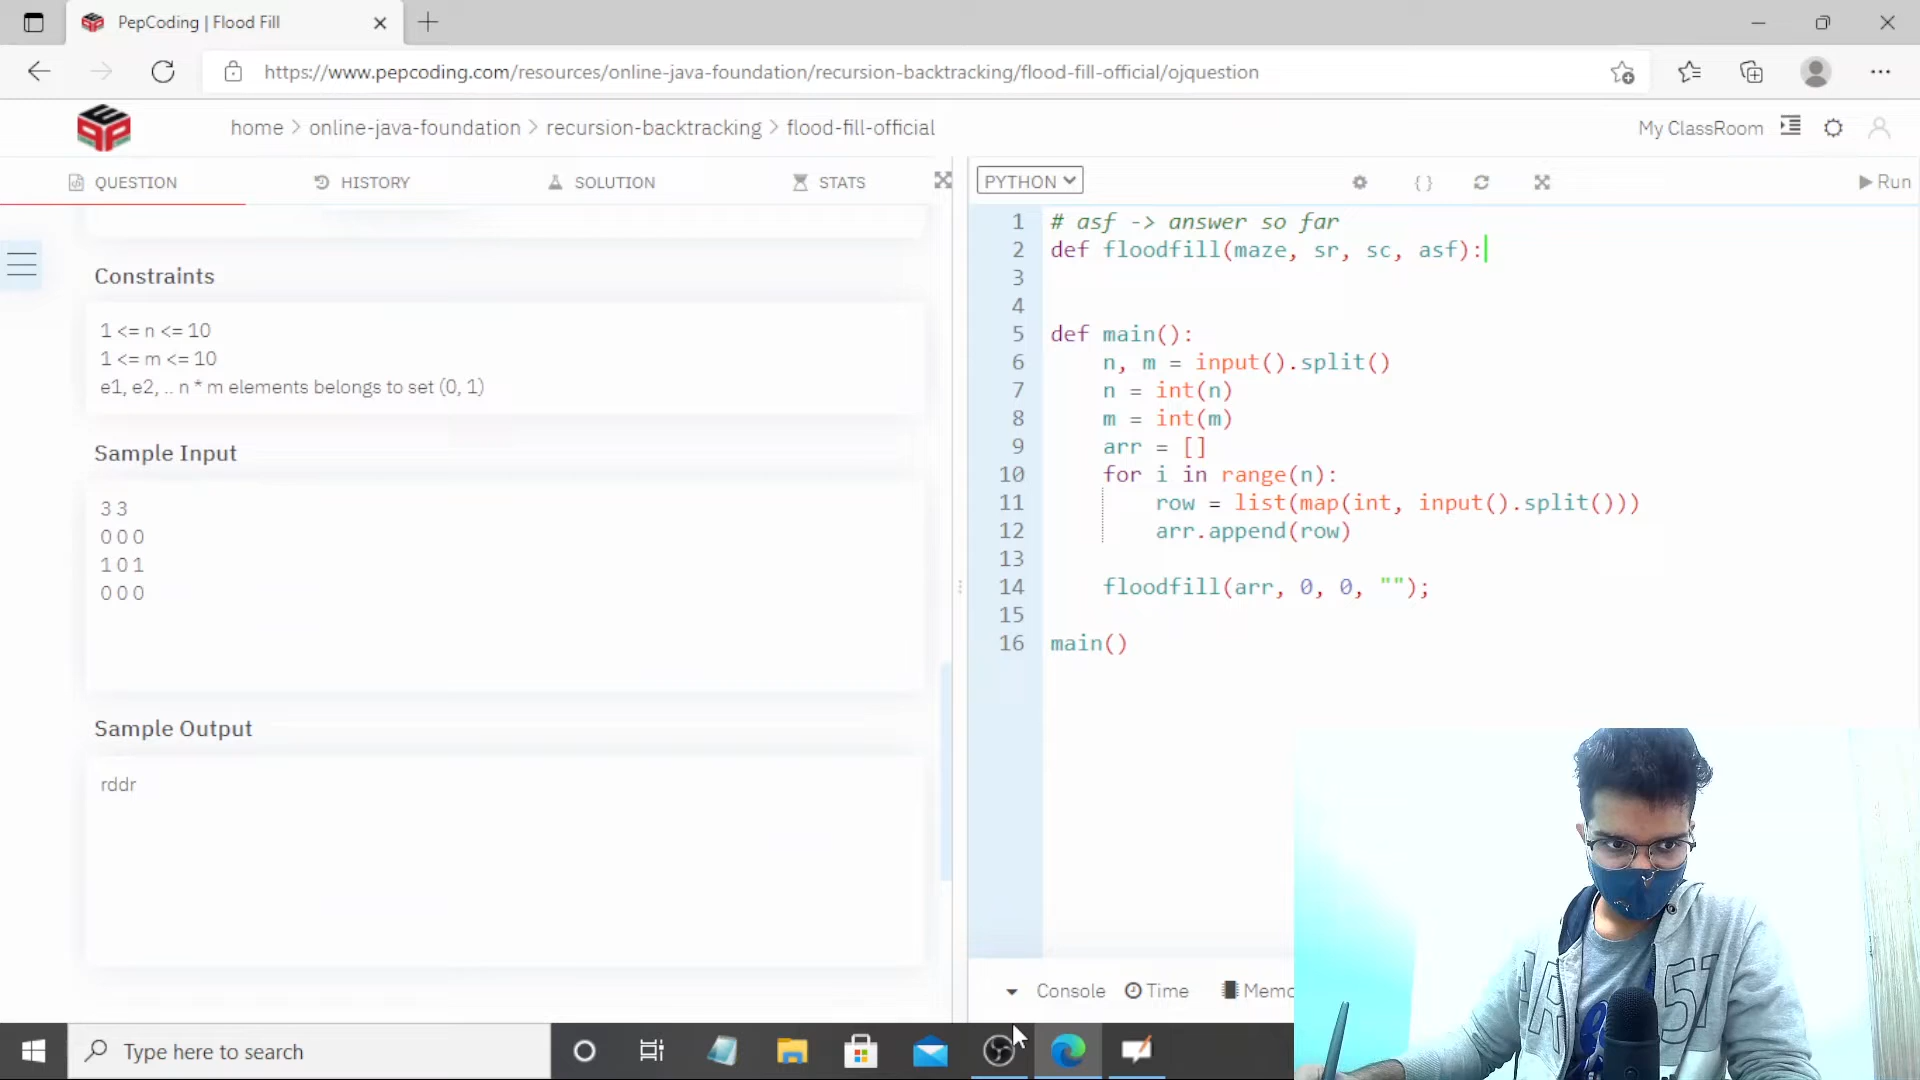 PepCoding | Flood Fill
https://www.pepcoding.com/resources/online-java-foundation/recursion-backtracking/flood-fill-official/ojquestion
home > online-java-foundation > recursion-backtracking > flood-fill-official
My ClassRoom
QUESTION
HISTORY
SOLUTION
STATS
Constraints
1 <= n <= 10
1 <= m <= 10
e1, e2, .. n * m elements belongs to set (0, 1)
Sample Input
3 3
0 0 0
1 0 1
0 0 0
Sample Output
rddr
PYTHON
{ }
Run
1 # asf -> answer so far
2 def floodfill(maze, sr, sc, asf):
3
4
5 def main():
6 n, m = input().split()
7 n = int(n)
8 m = int(m)
9 arr = []
10 for i in range(n):
11 row = list(map(int, input().split()))
12 arr.append(row)
13
14 floodfill(arr, 0, 0, "");
15
16 main()
Console
Time
Memo
57
Type here to search